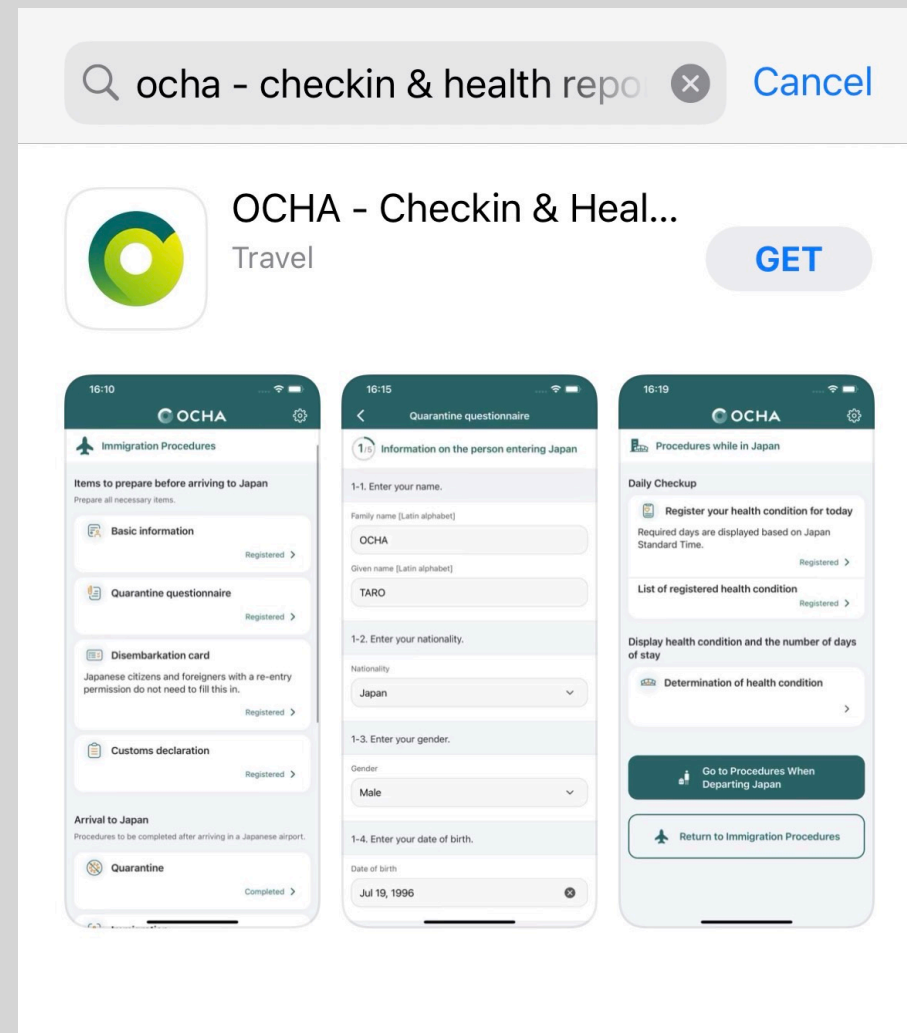 ocha - checkin & health repo
Cancel
OCHA - Checkin & Heal...
Travel
GET
16:10
OCHA
Immigration Procedures
Items to prepare before arriving to Japan
Prepare all necessary items.
Basic information
Registered
Quarantine questionnaire
Registered
Disembarkation card
Japanese citizens and foreigners with a re-entry
permission do not need to fill this in.
Registered
Customs declaration
Registered
Arrival to Japan
Procedures to be completed after arriving in a Japanese airport.
Quarantine
Completed
16:15
Quarantine questionnaire
1/5 Information on the person entering Japan
1-1. Enter your name.
Family name [Latin alphabet]
OCHA
Given name [Latin alphabet]
TARO
1-2. Enter your nationality.
Nationality
Japan
1-3. Enter your gender.
Gender
Male
1-4. Enter your date of birth.
Date of birth
Jul 19, 1996
16:19
OCHA
Procedures while in Japan
Daily Checkup
Register your health condition for today
Required days are displayed based on Japan
Standard Time.
Registered
List of registered health condition
Registered
Display health condition and the number of days
of stay
Determination of health condition
Go to Procedures When
Departing Japan
Return to Immigration Procedures